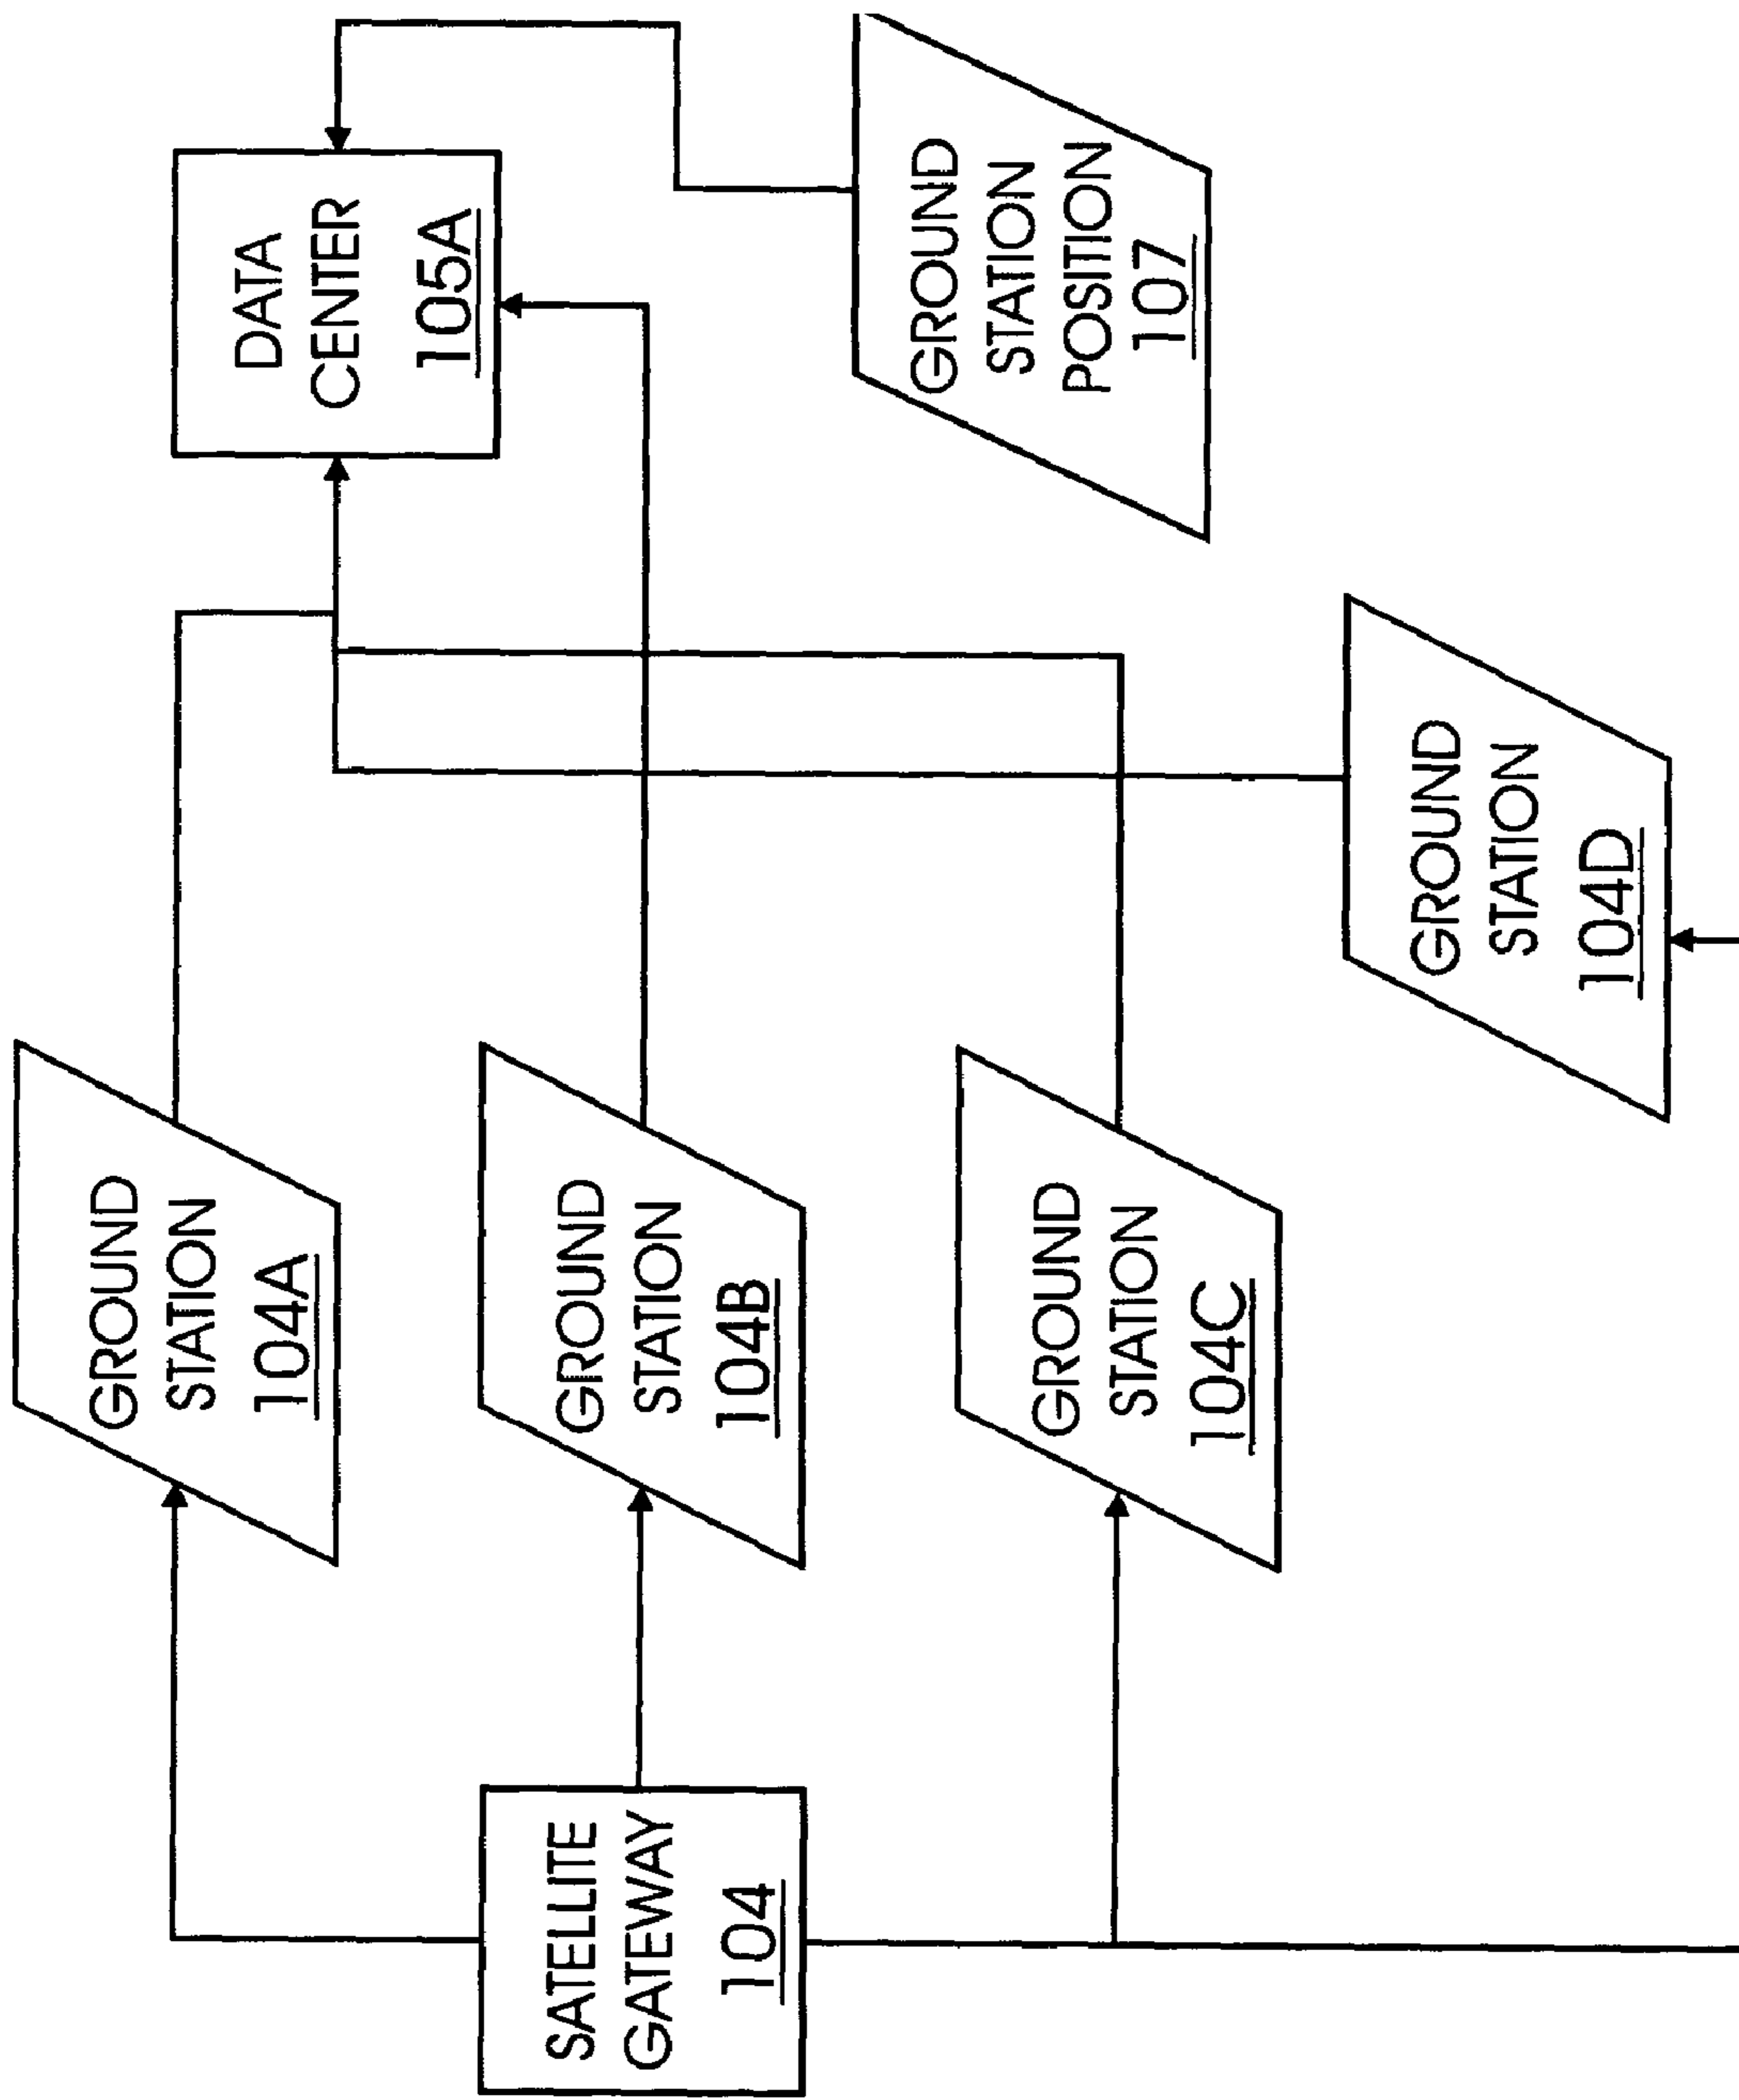 SATELLITE
GATEWAY
104
GROUND
STATION
104A
GROUND
STATION
104B
GROUND
STATION
104C
GROUND
STATION
104D
DATA
CENTER
105A
GROUND
STATION
POSITION
107